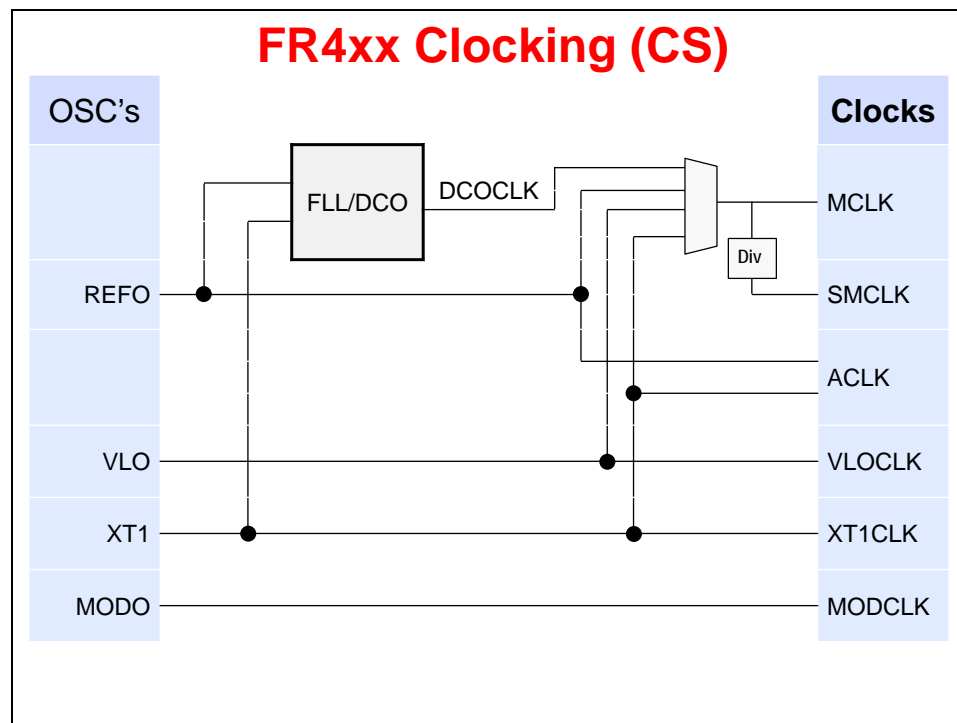 FR4xx Clocking (CS)
OSC's
Clocks
FLL/DCO
DCOCLK
MCLK
Div
REFO
SMCLK
ACLK
VLO
VLOCLK
XT1
XT1CLK
MODO
MODCLK